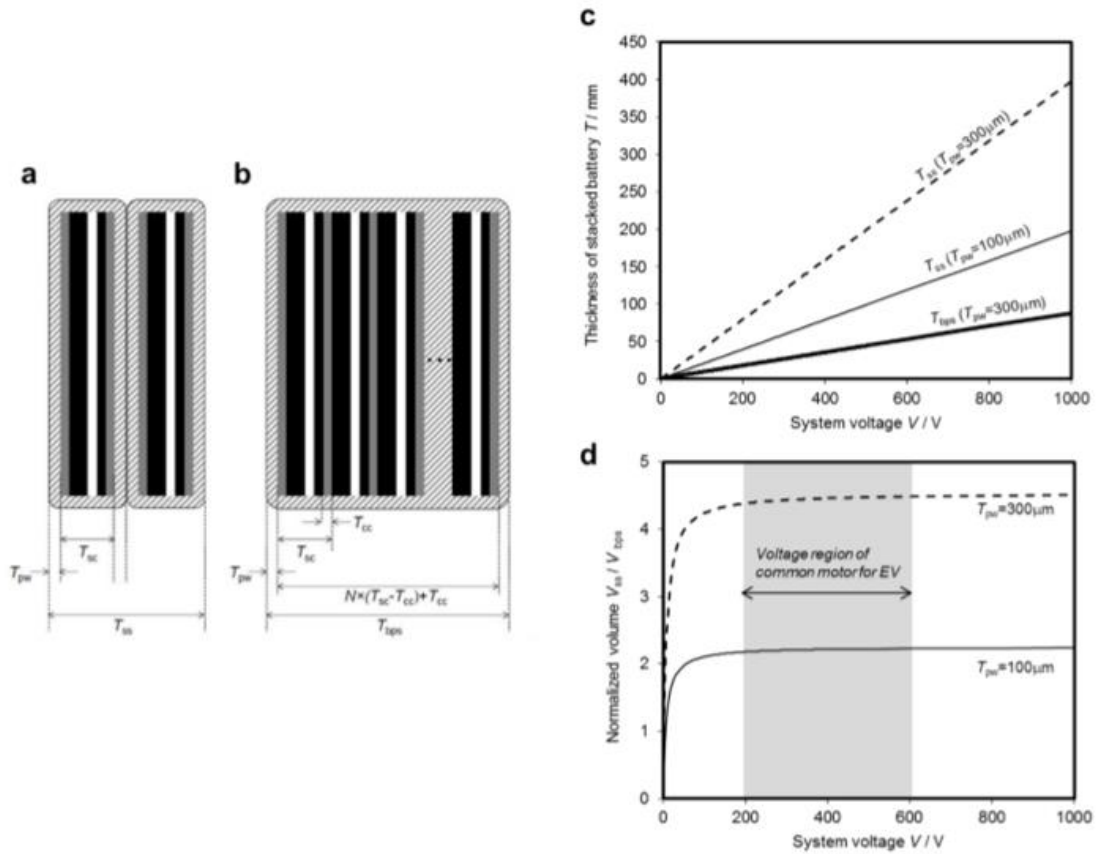 a
b
T_sc
T_pw
T_ss
T_cc
T_sc
T_pw
N×(T_sc-T_cc)+T_cc
T_bps
c
Thickness of stacked battery T / mm
450
400
350
300
250
200
150
100
50
0
T_ss (T_pw=300μm)
T_ss (T_pw=100μm)
T_bps (T_pw=300μm)
0 200 400 600 800 1000
System voltage V / V
d
Normalized volume V_ss / V_bps
5
4
3
2
1
0
T_pw=300μm
Voltage region of
common motor for EV
T_pw=100μm
0 200 400 600 800 1000
System voltage V / V